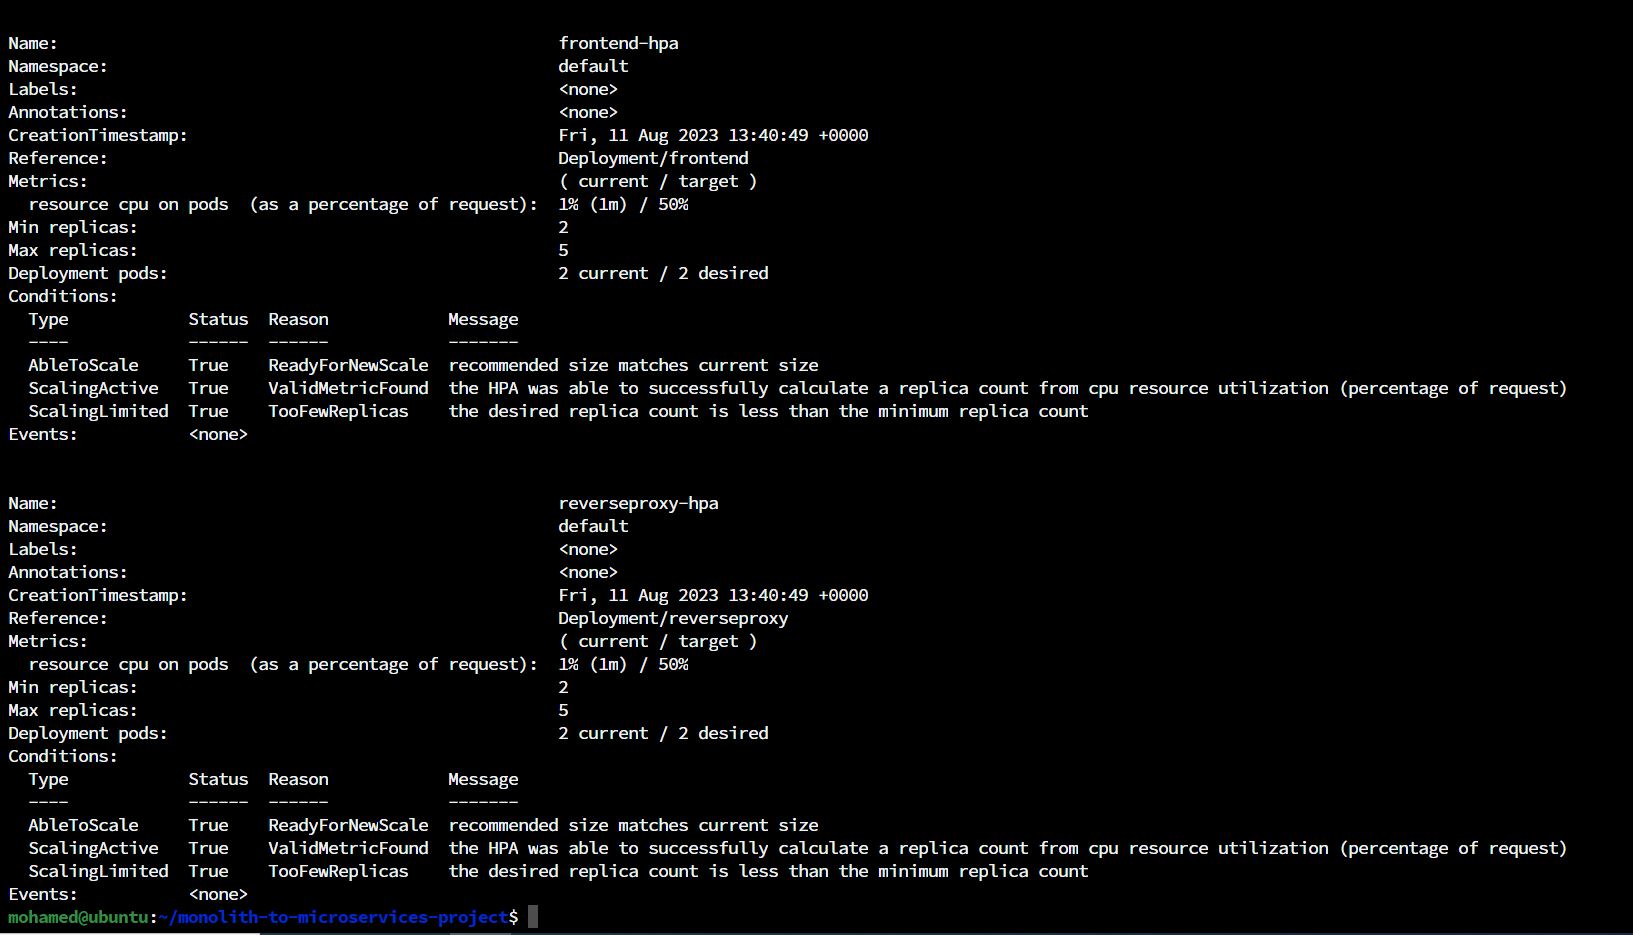 Name: frontend-hpa
Namespace: default
Labels: <none>
Annotations: <none>
CreationTimestamp: Fri, 11 Aug 2023 13:40:49 +0000
Reference: Deployment/frontend
Metrics: ( current / target )
resource cpu on pods (as a percentage of request): 1% (1m) / 50%
Min replicas: 2
Max replicas: 5
Deployment pods: 2 current / 2 desired
Conditions:
Type Status Reason Message
---- ------ ------ -------
AbleToScale True ReadyForNewScale recommended size matches current size
ScalingActive True ValidMetricFound the HPA was able to successfully calculate a replica count from cpu resource utilization (percentage of request)
ScalingLimited True TooFewReplicas the desired replica count is less than the minimum replica count
Events: <none>
Name: reverseproxy-hpa
Namespace: default
Labels: <none>
Annotations: <none>
CreationTimestamp: Fri, 11 Aug 2023 13:40:49 +0000
Reference: Deployment/reverseproxy
Metrics: ( current / target )
resource cpu on pods (as a percentage of request): 1% (1m) / 50%
Min replicas: 2
Max replicas: 5
Deployment pods: 2 current / 2 desired
Conditions:
Type Status Reason Message
---- ------ ------ -------
AbleToScale True ReadyForNewScale recommended size matches current size
ScalingActive True ValidMetricFound the HPA was able to successfully calculate a replica count from cpu resource utilization (percentage of request)
ScalingLimited True TooFewReplicas the desired replica count is less than the minimum replica count
Events: <none>
mohamed@ubuntu:~/monolith-to-microservices-project$